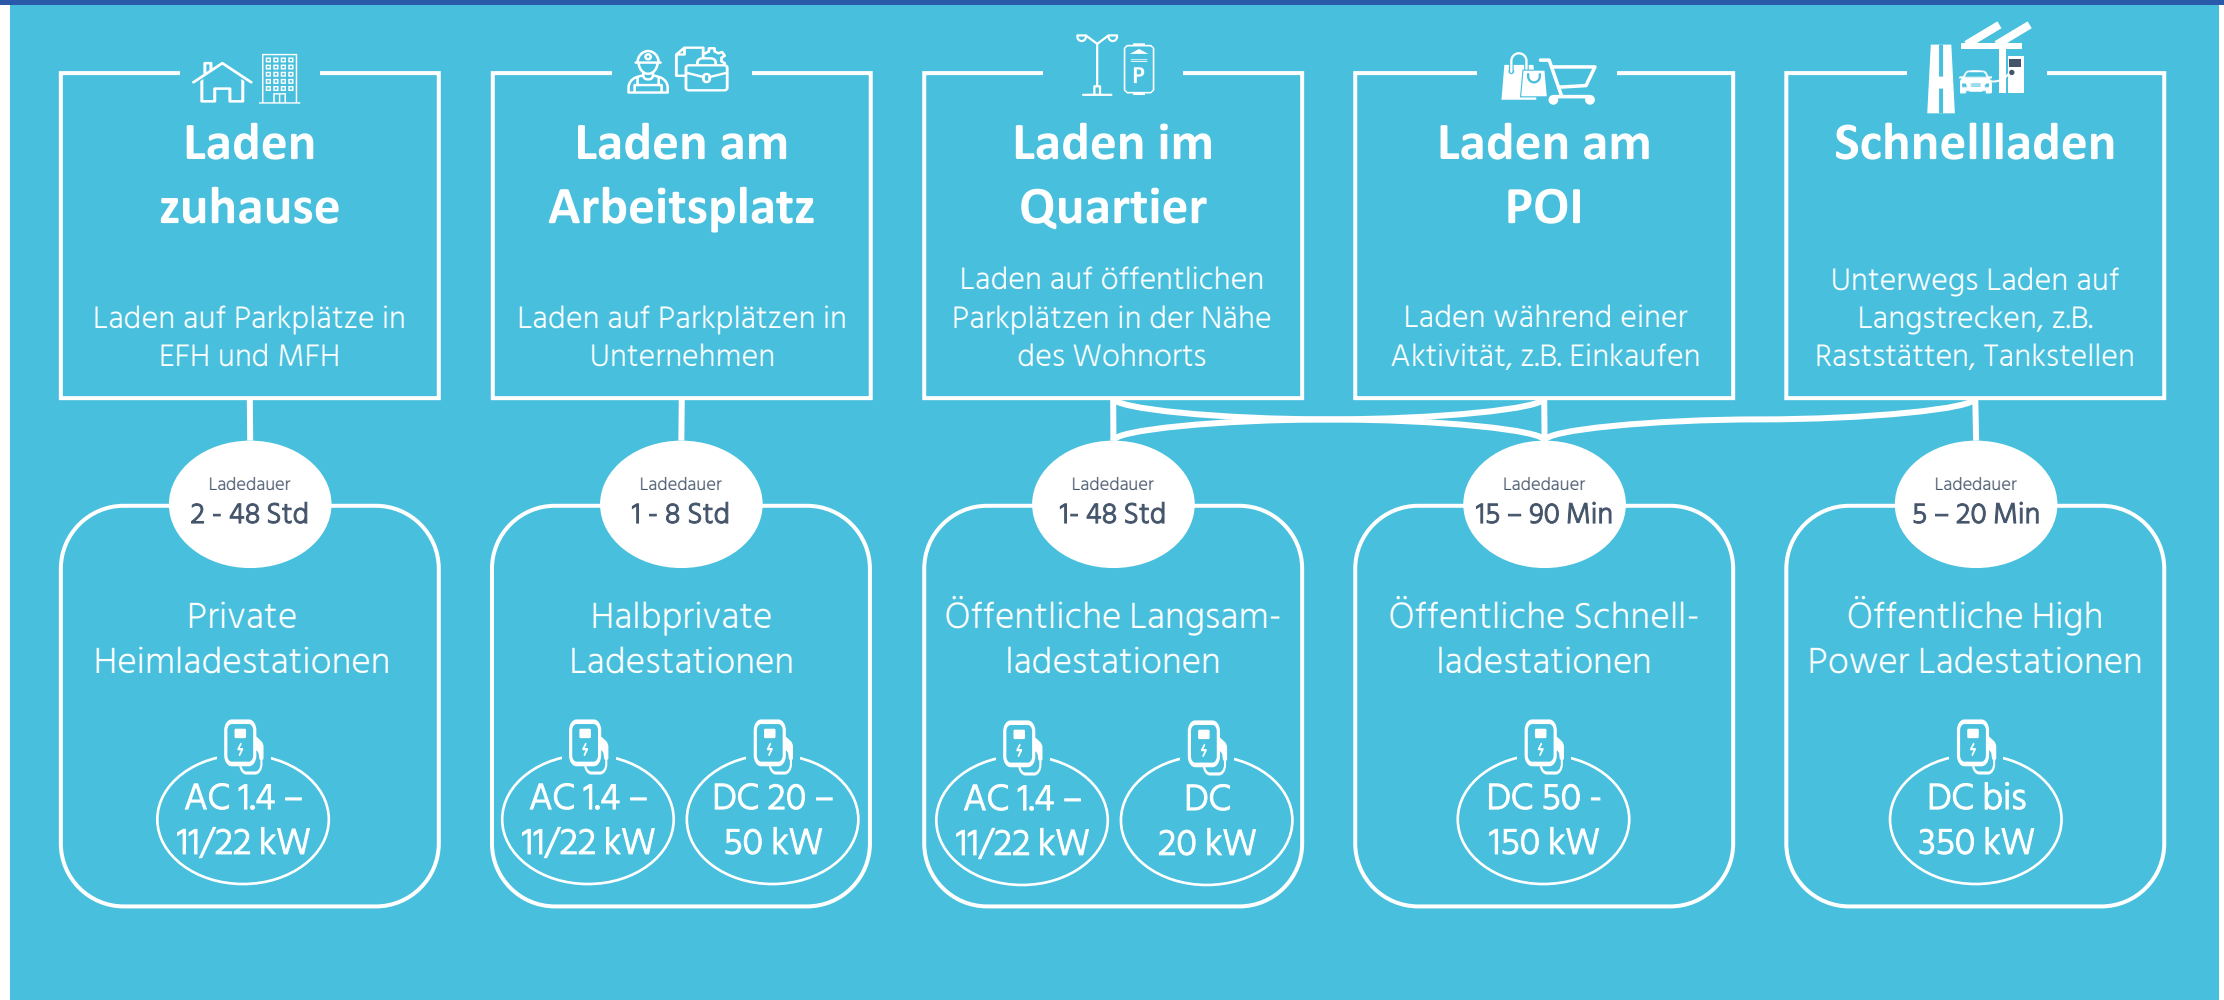 Laden
zuhause
Laden auf Parkplätze in
EFH und MFH
Laden am
Arbeitsplatz
Laden auf Parkplätzen in
Unternehmen
P
Laden im
Quartier
Laden auf öffentlichen
Parkplätzen in der Nähe
des Wohnorts
Laden am
POI
Laden während einer
Aktivität, z.B. Einkaufen
Schnellladen
Unterwegs Laden auf
Langstrecken, z.B.
Raststätten, Tankstellen
Ladedauer
2 - 48 Std
Private
Heimladestationen
AC 1.4 –
11/22 kW
Ladedauer
1 - 8 Std
Halbprivate
Ladestationen
AC 1.4 –
11/22 kW
DC 20 –
50 kW
Ladedauer
1- 48 Std
Öffentliche Langsam-
ladestationen
AC 1.4 –
11/22 kW
DC
20 kW
Ladedauer
15 – 90 Min
Öffentliche Schnell-
ladestationen
DC 50 -
150 kW
Ladedauer
5 – 20 Min
Öffentliche High
Power Ladestationen
DC bis
350 kW